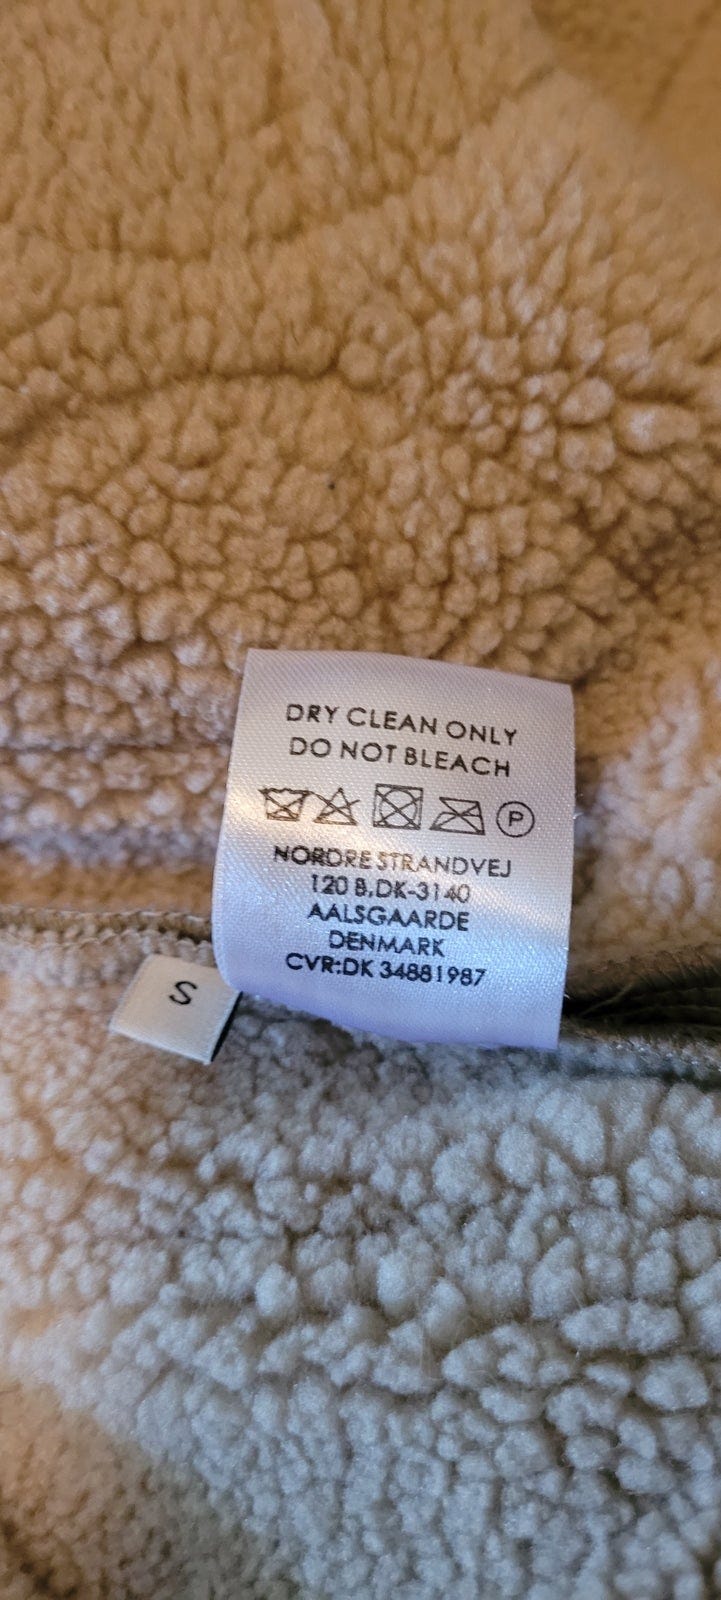 DRY CLEAN ONLY
DO NOT BLEACH
P
NORDRE STRANDVEJ
120 B,DK-3140
AALSGAARDE
DENMARK
CVR:DK 34881987
S